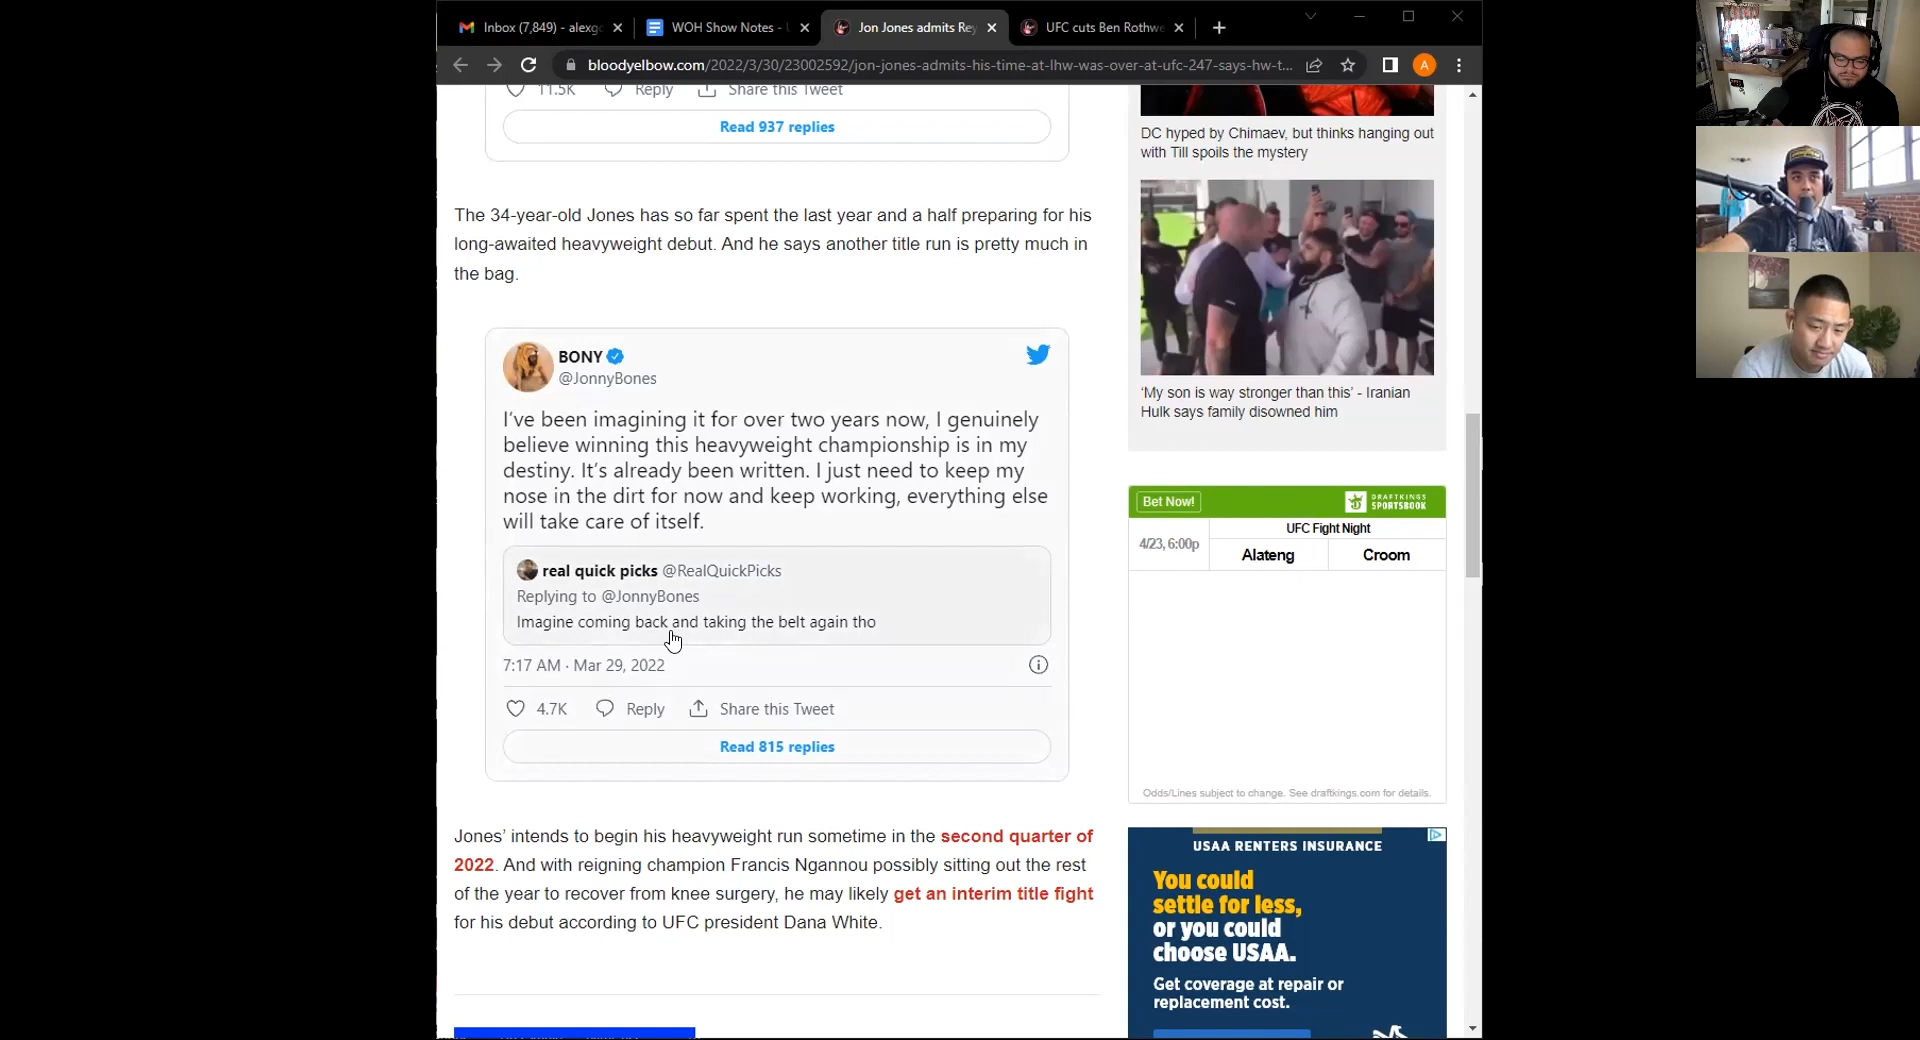 Inbox (7,849) - alexgo
WOH Show Notes -
Jon Jones admits Rey
UFC cuts Ben Rothwe
bloodyelbow.com/2022/3/30/23002592/jon-jones-admits-his-time-at-lhw-was-over-at-ufc-247-says-hw-t...
A
11.5K Reply Share this Tweet
Read 937 replies
The 34-year-old Jones has so far spent the last year and a half preparing for his
long-awaited heavyweight debut. And he says another title run is pretty much in
the bag.
BONY
@JonnyBones
I've been imagining it for over two years now, I genuinely
believe winning this heavyweight championship is in my
destiny. It's already been written. I just need to keep my
nose in the dirt for now and keep working, everything else
will take care of itself.
real quick picks @RealQuickPicks
Replying to @JonnyBones
Imagine coming back and taking the belt again tho
7:17 AM · Mar 29, 2022
4.7K Reply Share this Tweet
Read 815 replies
Jones' intends to begin his heavyweight run sometime in the second quarter of
2022. And with reigning champion Francis Ngannou possibly sitting out the rest
of the year to recover from knee surgery, he may likely get an interim title fight
for his debut according to UFC president Dana White.
DC hyped by Chimaev, but thinks hanging out
with Till spoils the mystery
'My son is way stronger than this' - Iranian
Hulk says family disowned him
Bet Now!
DRAFTKINGS
SPORTSBOOK
UFC Fight Night
4/23, 6:00p
Alateng Croom
Odds/Lines subject to change. See draftkings.com for details.
USAA RENTERS INSURANCE
You could
settle for less,
or you could
choose USAA.
Get coverage at repair or
replacement cost.